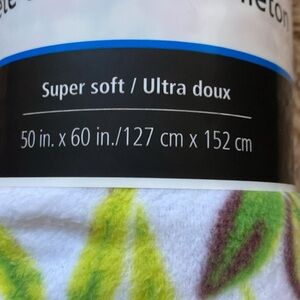 Super soft / Ultra doux
50 in. x 60 in./127 cm x 152 cm